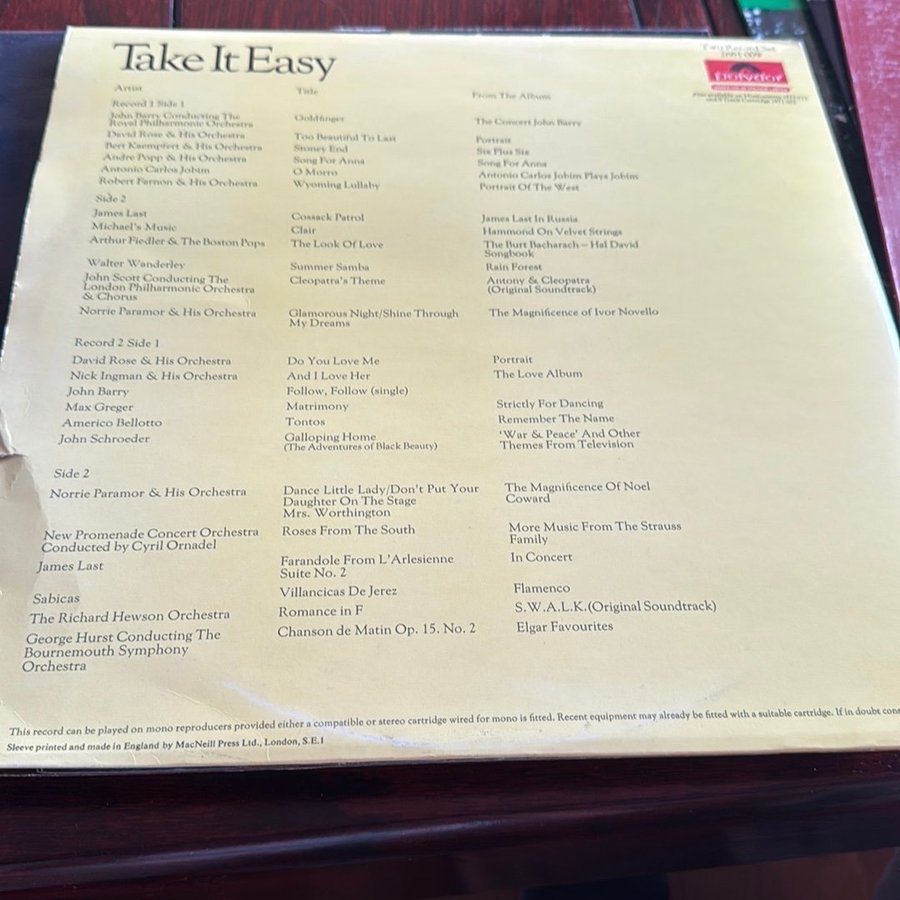 Take It Easy
Two Record Set
polydor
Artist Title From The Album
Record 1 Side 1
John Barry Conducting The Royal Philharmonic Orchestra Goldfinger The Concert John Barry
David Rose & His Orchestra Too Beautiful To Last Portrait
Bert Kaempfert & His Orchestra Stoney End Six Plus Six
Andre Popp & His Orchestra Song For Anna Song For Anna
Antonio Carlos Jobim O Morro Antonio Carlos Jobim Plays Jobim
Robert Farnon & His Orchestra Wyoming Lullaby Portrait Of The West
Side 2
James Last Cossack Patrol James Last In Russia
Michael's Music Clair Hammond On Velvet Strings
Arthur Fiedler & The Boston Pops The Look Of Love The Burt Bacharach – Hal David
Songbook
Walter Wanderley Summer Samba Rain Forest
John Scott Conducting The Cleopatra's Theme Antony & Cleopatra
London Philharmonic Orchestra (Original Soundtrack)
& Chorus
Norrie Paramor & His Orchestra Glamorous Night/Shine Through The Magnificence of Ivor Novello
My Dreams
Record 2 Side 1
David Rose & His Orchestra Do You Love Me Portrait
Nick Ingman & His Orchestra And I Love Her The Love Album
John Barry Follow, Follow (single)
Max Greger Matrimony Strictly For Dancing
Americo Bellotto Tontos Remember The Name
John Schroeder Galloping Home 'War & Peace' And Other
(The Adventures of Black Beauty) Themes From Television
Side 2
Norrie Paramor & His Orchestra Dance Little Lady/Don't Put Your The Magnificence Of Noel
Daughter On The Stage Coward
Mrs. Worthington
New Promenade Concert Orchestra Roses From The South More Music From The Strauss
Conducted by Cyril Ornadel Family
James Last Farandole From L'Arlesienne In Concert
Suite No. 2
Sabicas Villancicas De Jerez Flamenco
The Richard Hewson Orchestra Romance in F S.W.A.L.K.(Original Soundtrack)
George Hurst Conducting The Chanson de Matin Op. 15. No. 2 Elgar Favourites
Bournemouth Symphony
Orchestra
This record can be played on mono reproducers provided either a compatible or stereo cartridge wired for mono is fitted. Recent equipment may already be fitted with a suitable cartridge. If in doubt cons
Sleeve printed and made in England by MacNeill Press Ltd., London, S.E.1